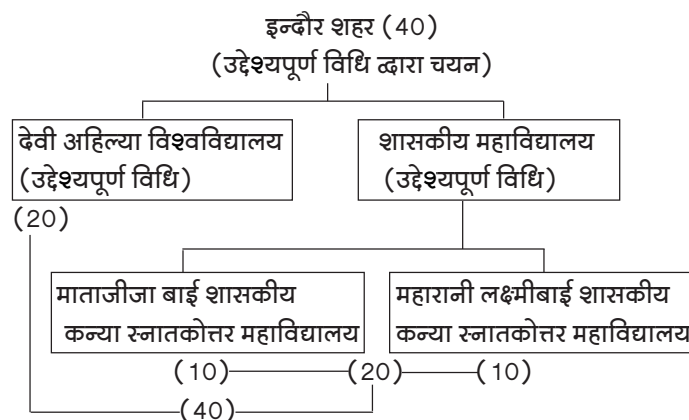 इन्दौर शहर (40)
(उद्देश्यपूर्ण विधि द्वारा चयन)
देवी अहिल्या विश्वविद्यालय
(उद्देश्यपूर्ण विधि)
(20)
शासकीय महाविद्यालय
(उद्देश्यपूर्ण विधि)
माताजीजा बाई शासकीय
कन्या स्नातकोत्तर महाविद्यालय
महारानी लक्ष्मीबाई शासकीय
कन्या स्नातकोत्तर महाविद्यालय
(10) (20) (10)
(40)